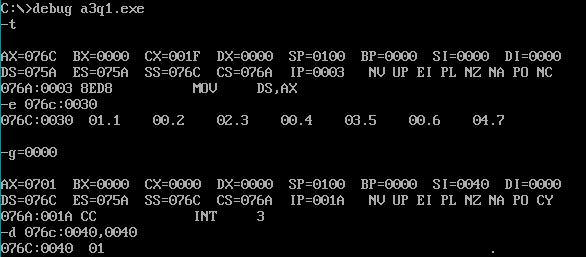 C:\>debug a3q1.exe
-t
AX=076C  BX=0000  CX=001F  DX=0000  SP=0100  BP=0000  SI=0000  DI=0000
DS=075A  ES=075A  SS=076C  CS=076A  IP=0003   NV UP EI PL NZ NA PO NC
076A:0003 8ED8          MOV     DS,AX
-e 076c:0030
076C:0030  01.1    00.2    02.3    00.4    03.5    00.6    04.7
-g=0000
AX=0701  BX=0000  CX=0000  DX=0000  SP=0100  BP=0000  SI=0040  DI=0000
DS=076C  ES=075A  SS=076C  CS=076A  IP=001A   NV UP EI PL NZ NA PO CY
076A:001A CC            INT     3
-d 076c:0040,0040
076C:0040  01                                                .